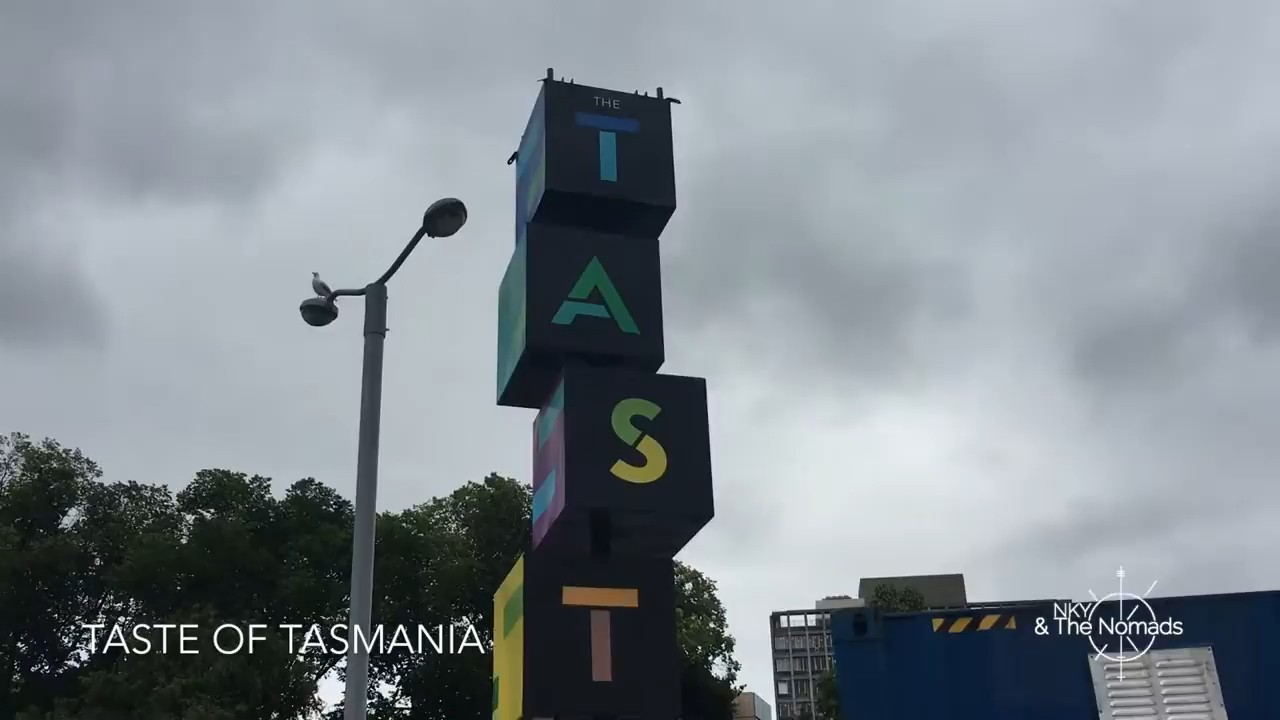 THE
T
A
S
T
TASTE OF TASMANIA
NKY
& The Nomads